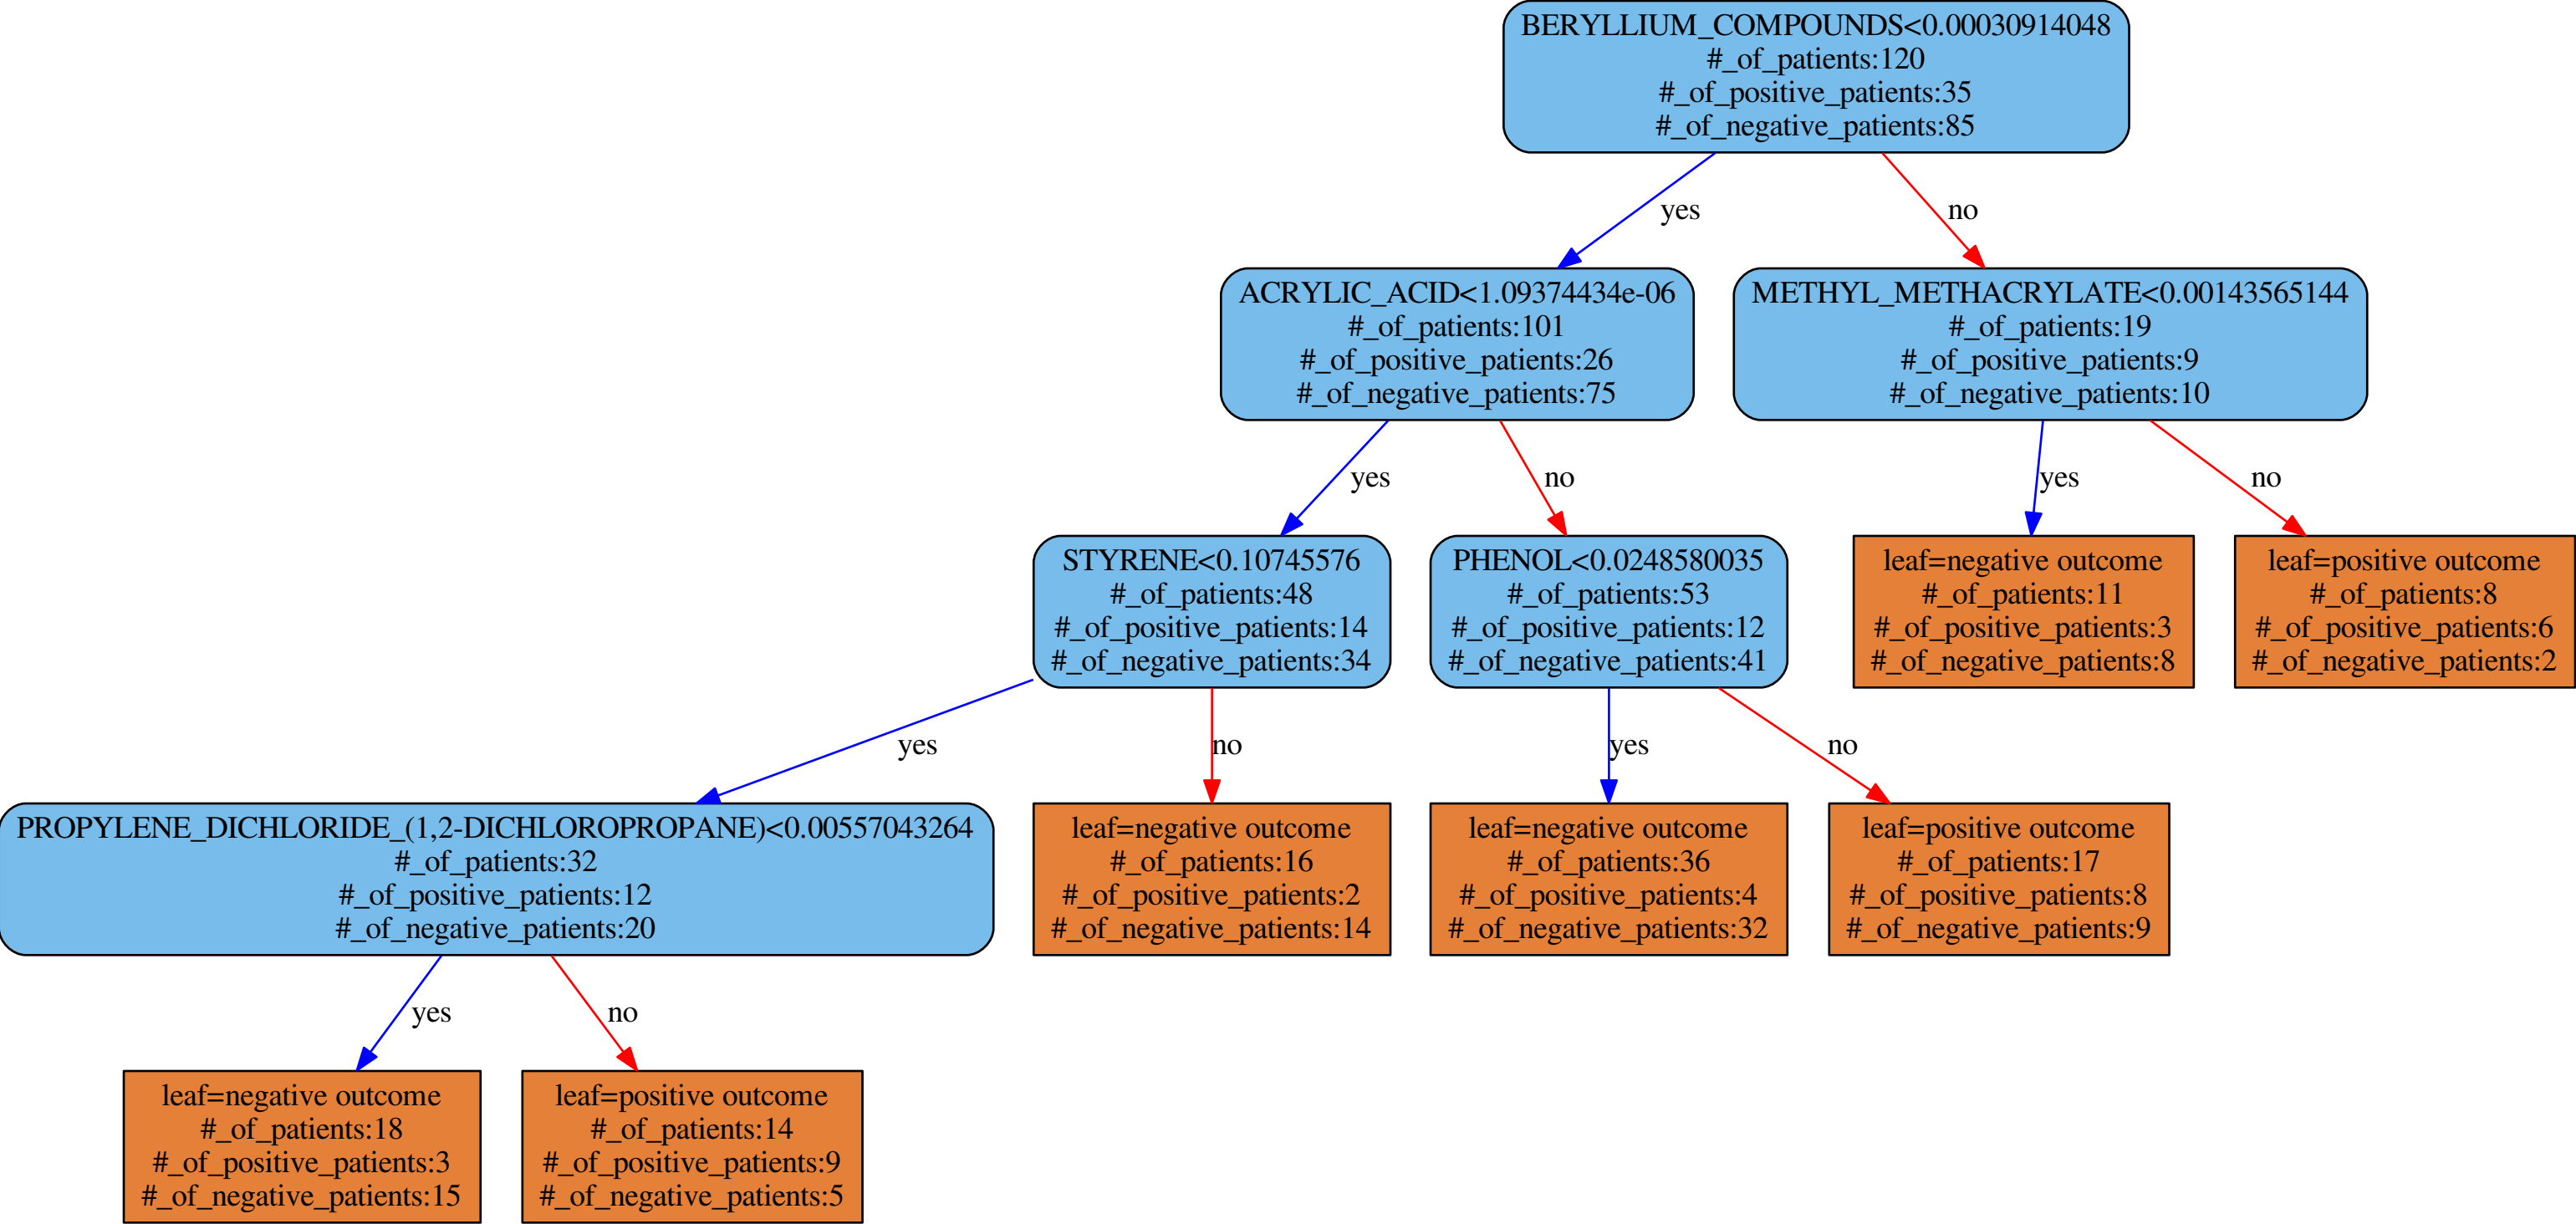 BERYLLIUM_COMPOUNDS<0.00030914048
#_of_patients:120
#_of_positive_patients:35
#_of_negative_patients:85
yes
no
ACRYLIC_ACID<1.09374434e-06
#_of_patients:101
#_of_positive_patients:26
#_of_negative_patients:75
METHYL_METHACRYLATE<0.00143565144
#_of_patients:19
#_of_positive_patients:9
#_of_negative_patients:10
yes
no
yes
no
STYRENE<0.10745576
#_of_patients:48
#_of_positive_patients:14
#_of_negative_patients:34
PHENOL<0.0248580035
#_of_patients:53
#_of_positive_patients:12
#_of_negative_patients:41
leaf=negative outcome
#_of_patients:11
#_of_positive_patients:3
#_of_negative_patients:8
leaf=positive outcome
#_of_patients:8
#_of_positive_patients:6
#_of_negative_patients:2
yes
no
yes
no
PROPYLENE_DICHLORIDE_(1,2-DICHLOROPROPANE)<0.00557043264
#_of_patients:32
#_of_positive_patients:12
#_of_negative_patients:20
leaf=negative outcome
#_of_patients:16
#_of_positive_patients:2
#_of_negative_patients:14
leaf=negative outcome
#_of_patients:36
#_of_positive_patients:4
#_of_negative_patients:32
leaf=positive outcome
#_of_patients:17
#_of_positive_patients:8
#_of_negative_patients:9
yes
no
leaf=negative outcome
#_of_patients:18
#_of_positive_patients:3
#_of_negative_patients:15
leaf=positive outcome
#_of_patients:14
#_of_positive_patients:9
#_of_negative_patients:5